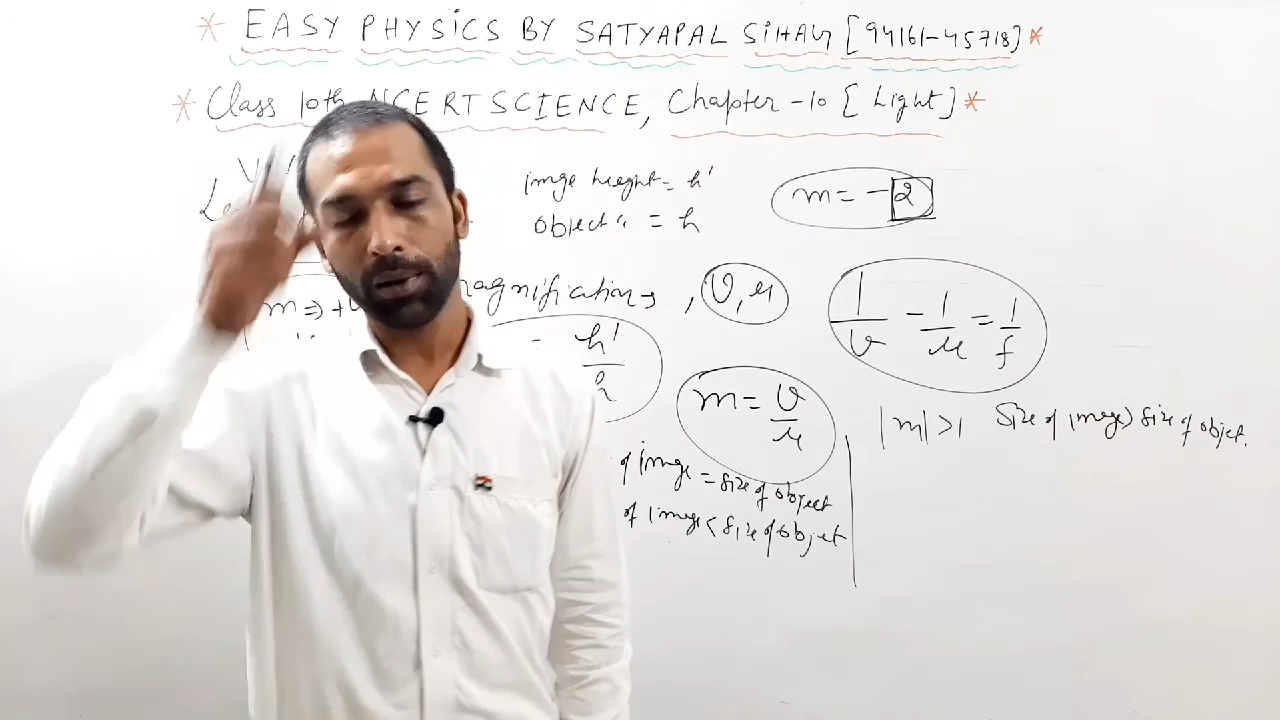 * EASY PHYSICS BY SATYAPAL SIHAG [94161-45718] *
* Class 10th NCERT SCIENCE, Chapter -10 [Light] *
image height = h'
object " = h
m = -2
m ⇒ +
magnification → , v, u
= h'/h
m = v/u
1/v - 1/u = 1/f
of image = size of object
of image < size of object
|m| > 1 Size of image > size of object.